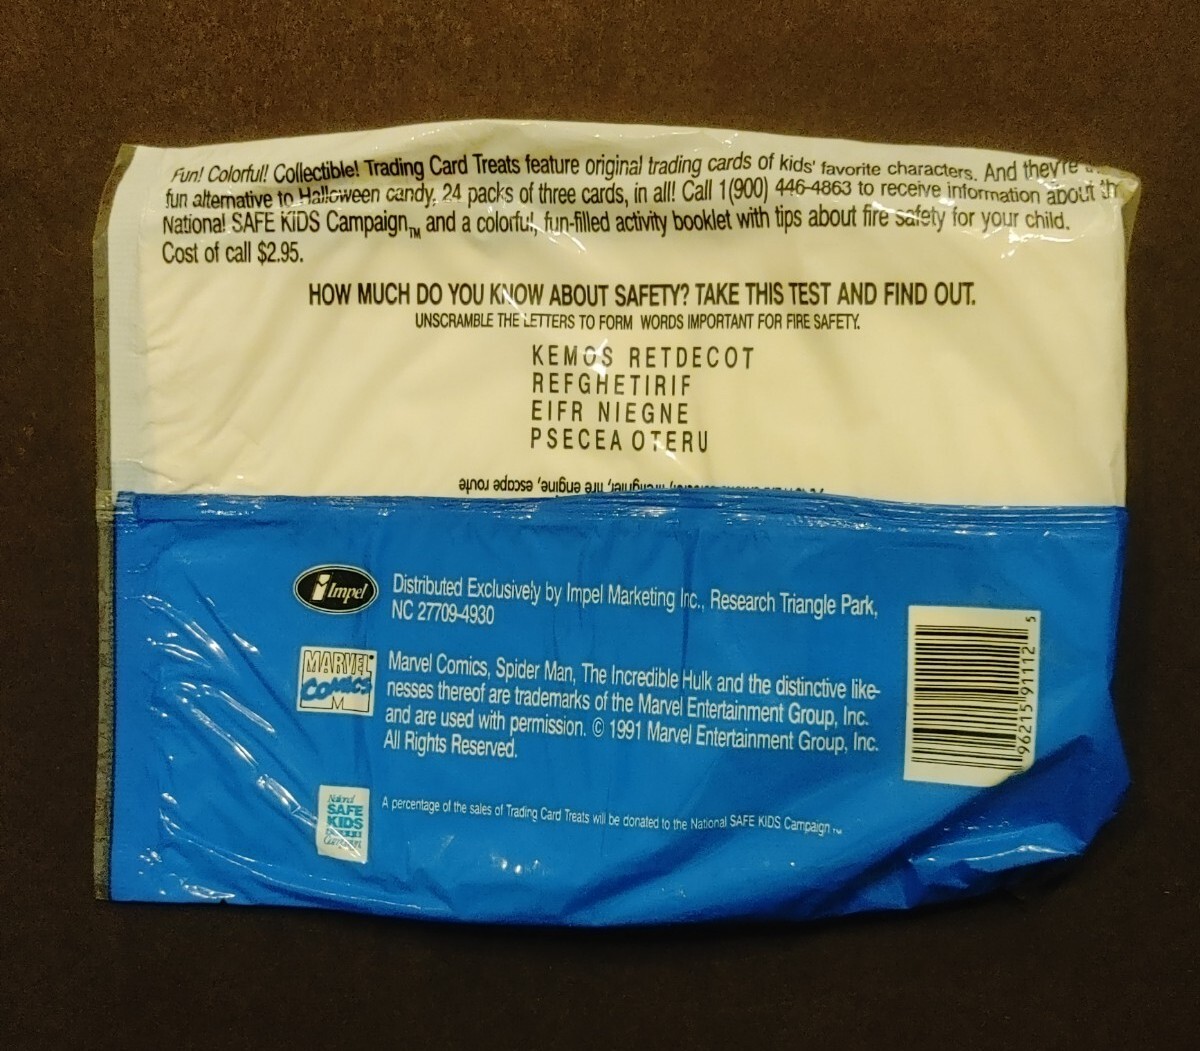 Fun! Colorful! Collectible! Trading Card Treats feature original trading cards of kids' favorite characters. And they're
fun alternative to Halloween candy, 24 packs of three cards, in all! Call 1(900) 446-4863 to receive information about
National SAFE KIDS Campaign™ and a colorful, fun-filled activity booklet with tips about fire safety for your child.
Cost of call $2.95.
HOW MUCH DO YOU KNOW ABOUT SAFETY? TAKE THIS TEST AND FIND OUT.
UNSCRAMBLE THE LETTERS TO FORM WORDS IMPORTANT FOR FIRE SAFETY.
KEMOS RETDECOT
REFGHETIRIF
EIFR NIEGNE
PSECEA OTERU
fire engine, escape route
Impel
Distributed Exclusively by Impel Marketing Inc., Research Triangle Park,
NC 27709-4930
MARVEL
COMICS
M
Marvel Comics, Spider Man, The Incredible Hulk and the distinctive like-
nesses thereof are trademarks of the Marvel Entertainment Group, Inc.
and are used with permission. © 1991 Marvel Entertainment Group, Inc.
All Rights Reserved.
9621591112 5
National
SAFE
KIDS
Campaign
A percentage of the sales of Trading Card Treats will be donated to the National SAFE KIDS Campaign™